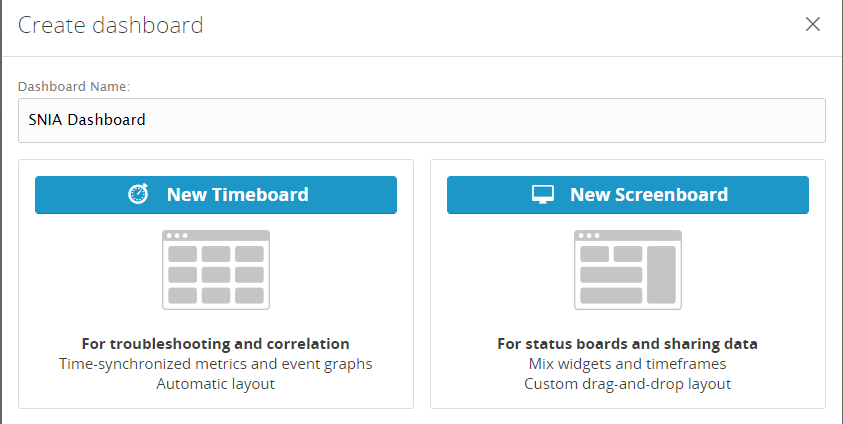 Create dashboard
Dashboard Name:
SNIA Dashboard
New Timeboard
For troubleshooting and correlation
Time-synchronized metrics and event graphs
Automatic layout
New Screenboard
For status boards and sharing data
Mix widgets and timeframes
Custom drag-and-drop layout